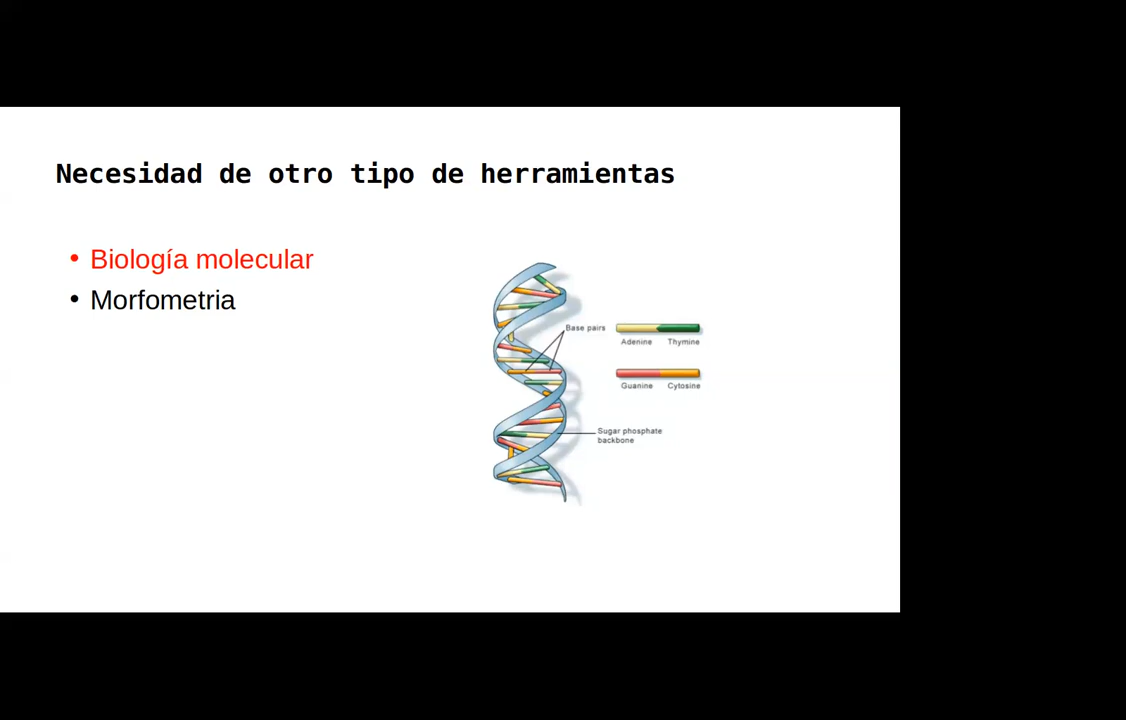 Necesidad de otro tipo de herramientas
• Biología molecular
• Morfometria
Base pairs
Adenine Thymine
Guanine Cytosine
Sugar phosphate
backbone